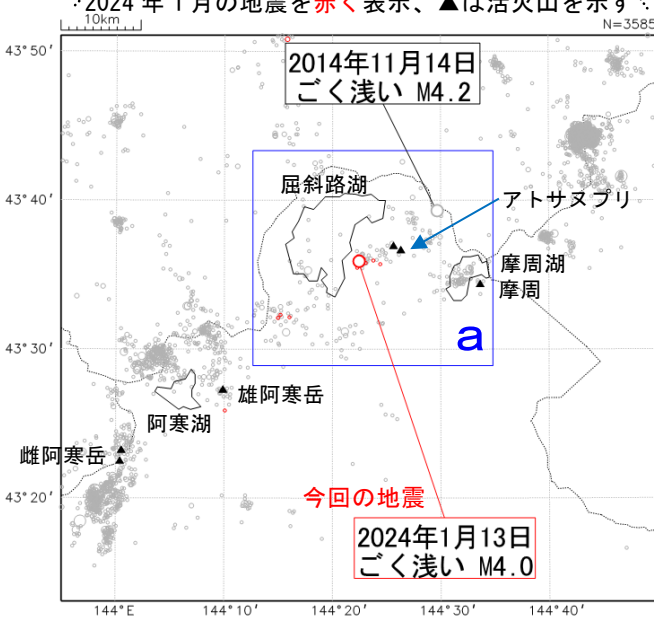 2024年1月の地震を赤く表示、▲は活火山を示す
10km
N=3585
43°50′
2014年11月14日
ごく浅い M4.2
屈斜路湖
43°40′
アトサヌプリ
摩周湖
摩周
a
43°30′
雄阿寒岳
阿寒湖
雌阿寒岳
43°20′
今回の地震
2024年1月13日
ごく浅い M4.0
144°E
144°10′
144°20′
144°30′
144°40′